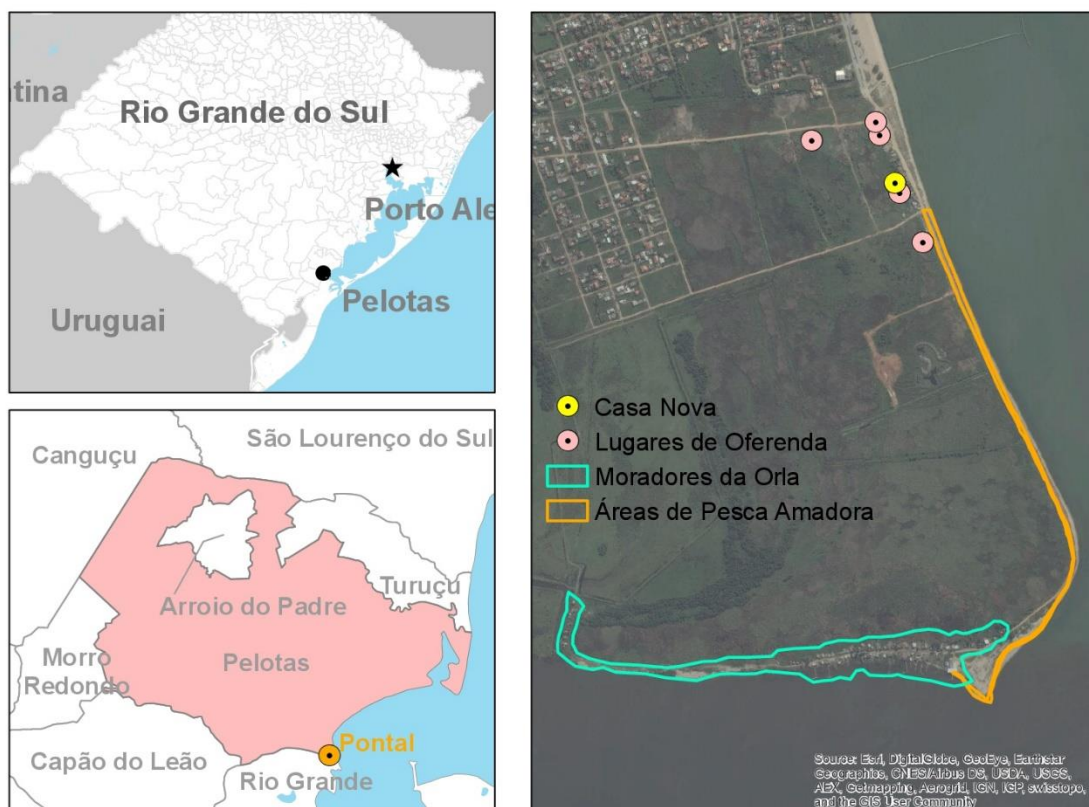 ntina
Rio Grande do Sul
Porto Ale
Pelotas
Uruguai
São Lourenço do Sul
Canguçu
Turuçu
Arroio do Padre
Pelotas
Morro
Redondo
Pontal
Capão do Leão
Rio Grande
Casa Nova
Lugares de Oferenda
Moradores da Orla
Áreas de Pesca Amadora
Source: Esri, DigitalGlobe, GeoEye, Earthstar
Geographics, CNES/Airbus DS, USDA, USGS,
AEX, Getmapping, Aerogrid, IGN, IGP, swisstopo,
and the GIS User Community